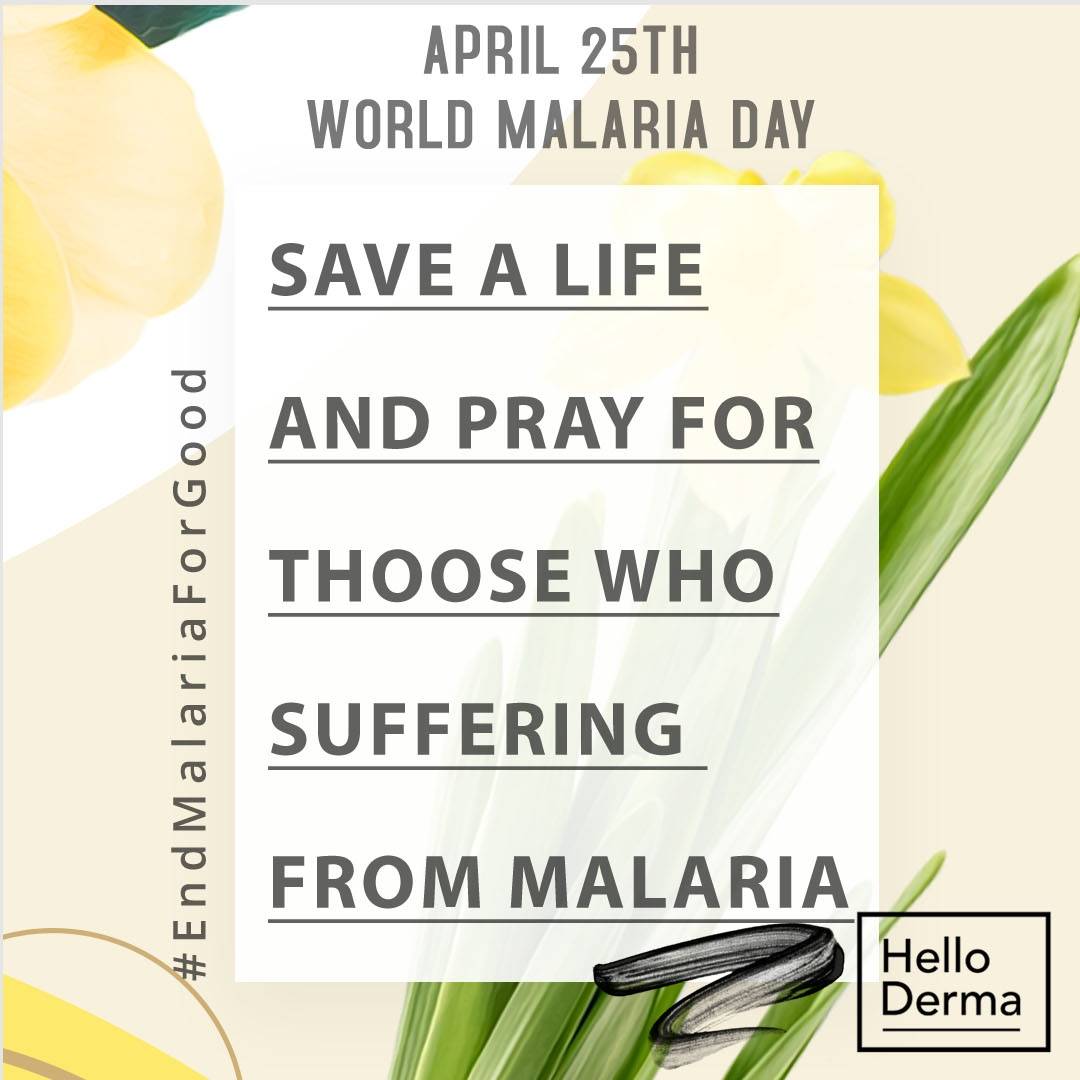 APRIL 25TH
WORLD MALARIA DAY
SAVE A LIFE
AND PRAY FOR
THOOSE WHO
SUFFERING
FROM MALARIA
#EndMalariaForGood
Hello
Derma